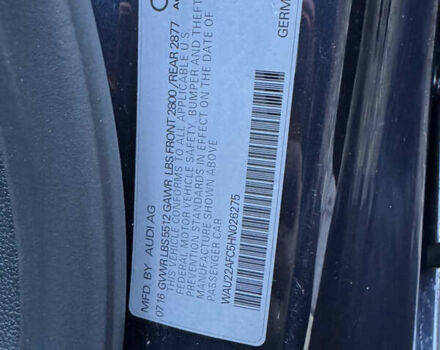 MFD. BY AUDI AG
07 16 GVWR LBS 5512 GAWR LBS FRONT 2800 / REAR 2877
THIS VEHICLE CONFORMS TO ALL APPLICABLE U.S.
FEDERAL MOTOR VEHICLE SAFETY, BUMPER AND THEFT
PREVENTION STANDARDS IN EFFECT ON THE DATE OF
MANUFACTURE SHOWN ABOVE
PASSENGER CAR
WAU22AFC5HN026275
GERM